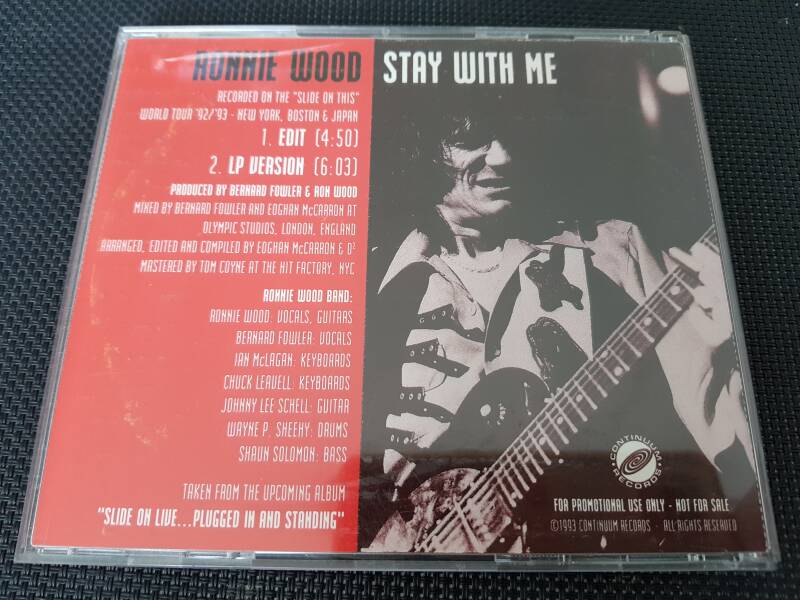 RONNIE WOOD STAY WITH ME
RECORDED ON THE "SLIDE ON THIS"
WORLD TOUR '92/'93 - NEW YORK, BOSTON & JAPAN
1. EDIT (4:50)
2. LP VERSION (6:03)
PRODUCED BY BERNARD FOWLER & RON WOOD
MIXED BY BERNARD FOWLER AND EOGHAN McCARRON AT
OLYMPIC STUDIOS, LONDON, ENGLAND
ARRANGED, EDITED AND COMPILED BY EOGHAN McCARRON & D³
MASTERED BY TOM COYNE AT THE HIT FACTORY, NYC
RONNIE WOOD BAND:
RONNIE WOOD: VOCALS, GUITARS
BERNARD FOWLER: VOCALS
IAN McLAGAN: KEYBOARDS
CHUCK LEAVELL: KEYBOARDS
JOHNNY LEE SCHELL: GUITAR
WAYNE P. SHEEHY: DRUMS
SHAUN SOLOMON: BASS
TAKEN FROM THE UPCOMING ALBUM
"SLIDE ON LIVE...PLUGGED IN AND STANDING"
CONTINUUM
RECORDS
FOR PROMOTIONAL USE ONLY - NOT FOR SALE
©1993 CONTINUUM RECORDS - ALL RIGHTS RESERVED